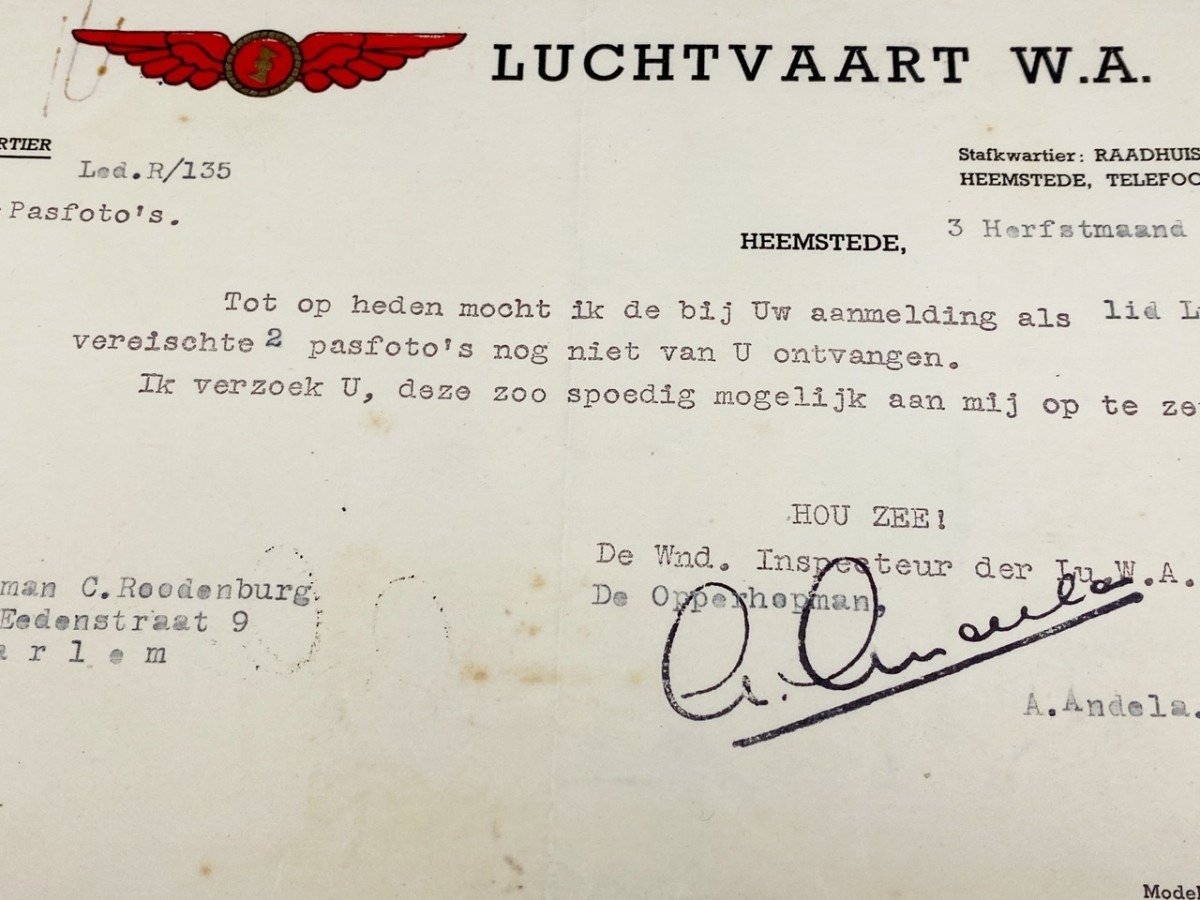 LUCHTVAART W.A.
RTIER
Led.R/135
Pasfoto's.
Stafkwartier: RAADHUIS
HEEMSTEDE, TELEFOO
HEEMSTEDE, 3 Herfstmaand
Tot op heden mocht ik de bij Uw aanmelding als lid L
vereischte 2 pasfoto's nog niet van U ontvangen.
Ik verzoek U, deze zoo spoedig mogelijk aan mij op te ze
HOU ZEE!
De Wnd. Inspecteur der Lu.W.A.
De Opperhopman,
A. Andela
A.Andela.
man C.Roodenburg.
Eedenstraat 9
a r l e m
Model